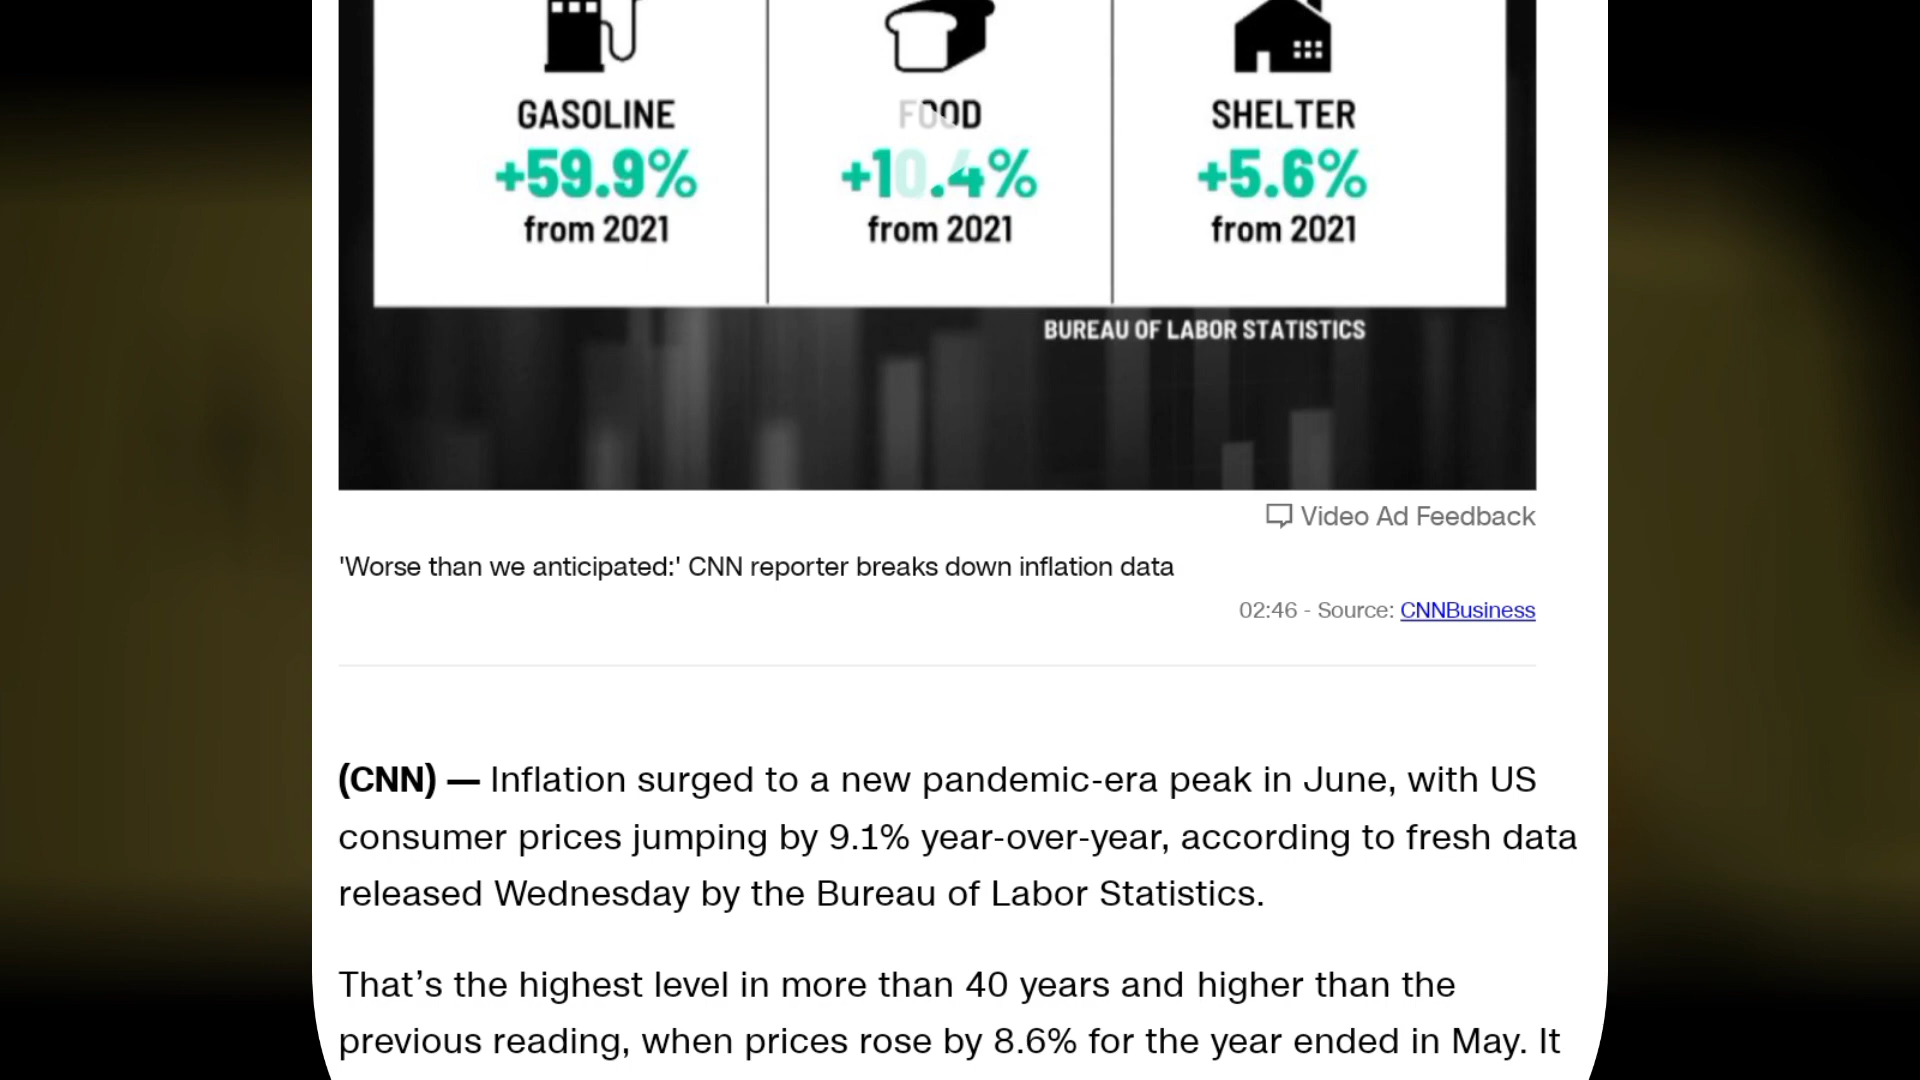 GASOLINE
+59.9%
from 2021
FOOD
+10.4%
from 2021
SHELTER
+5.6%
from 2021
BUREAU OF LABOR STATISTICS
Video Ad Feedback
'Worse than we anticipated:' CNN reporter breaks down inflation data
02:46 - Source: CNNBusiness
(CNN) — Inflation surged to a new pandemic-era peak in June, with US
consumer prices jumping by 9.1% year-over-year, according to fresh data
released Wednesday by the Bureau of Labor Statistics.
That’s the highest level in more than 40 years and higher than the
previous reading, when prices rose by 8.6% for the year ended in May. It